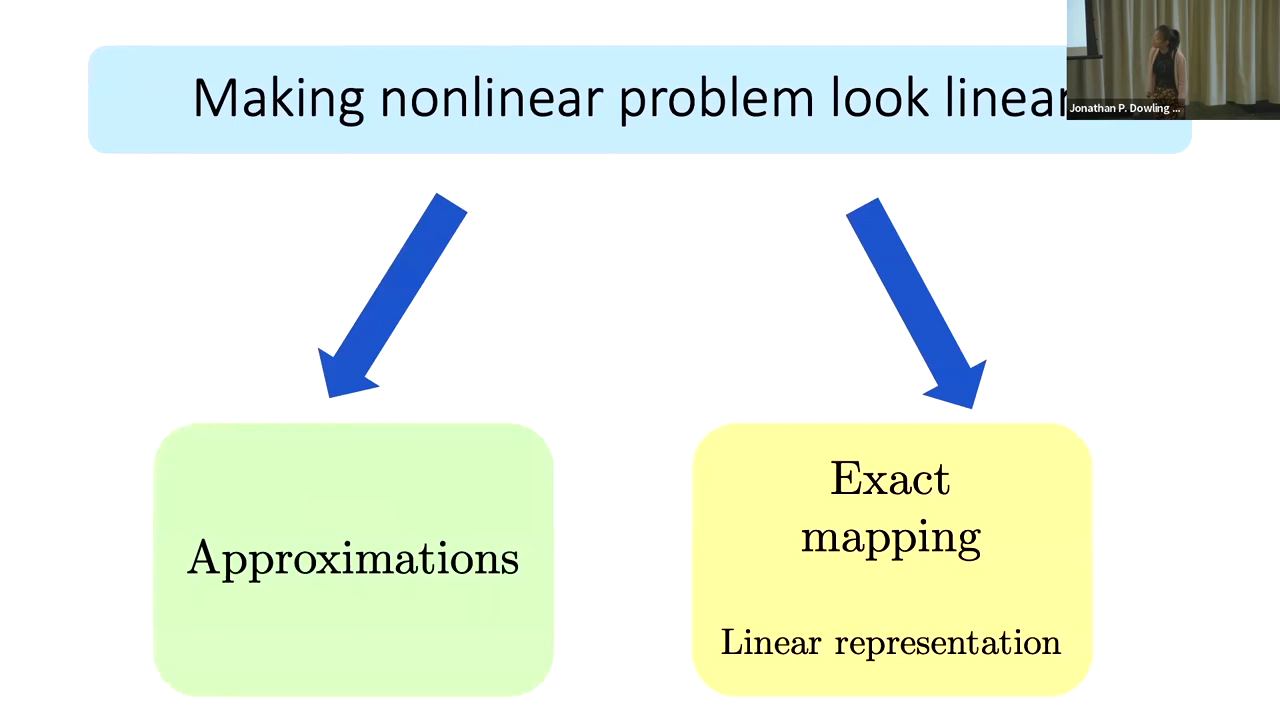 Making nonlinear problem look linear
Jonathan P. Dowling ...
Approximations
Exact
mapping
Linear representation